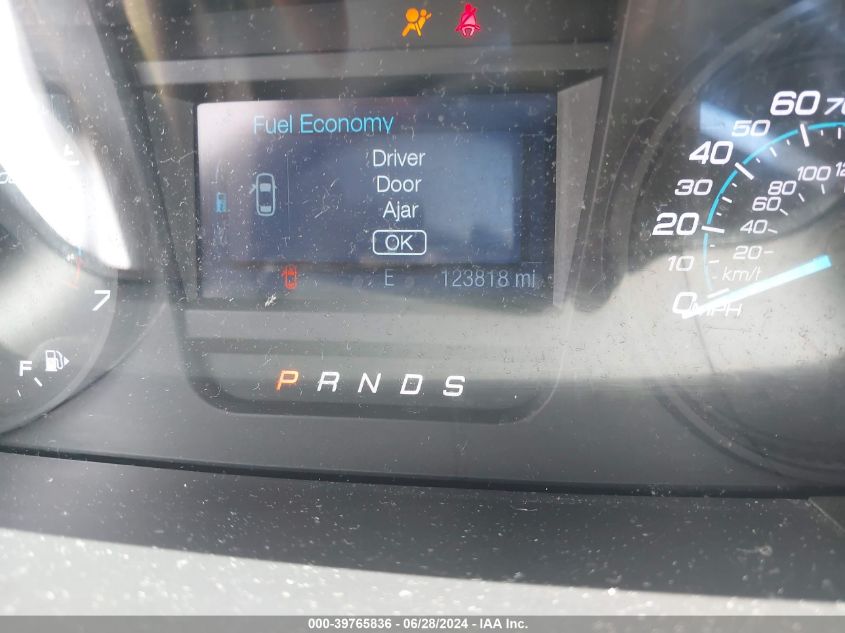 Fuel Economy
Driver
Door
Ajar
OK
E
123818 mi
P R N D S
7
F
0
10
20
30
40
50
60
70
MPH
20
40
60
80
100
km/h
000-39765836 - 06/28/2024 - IAA Inc.